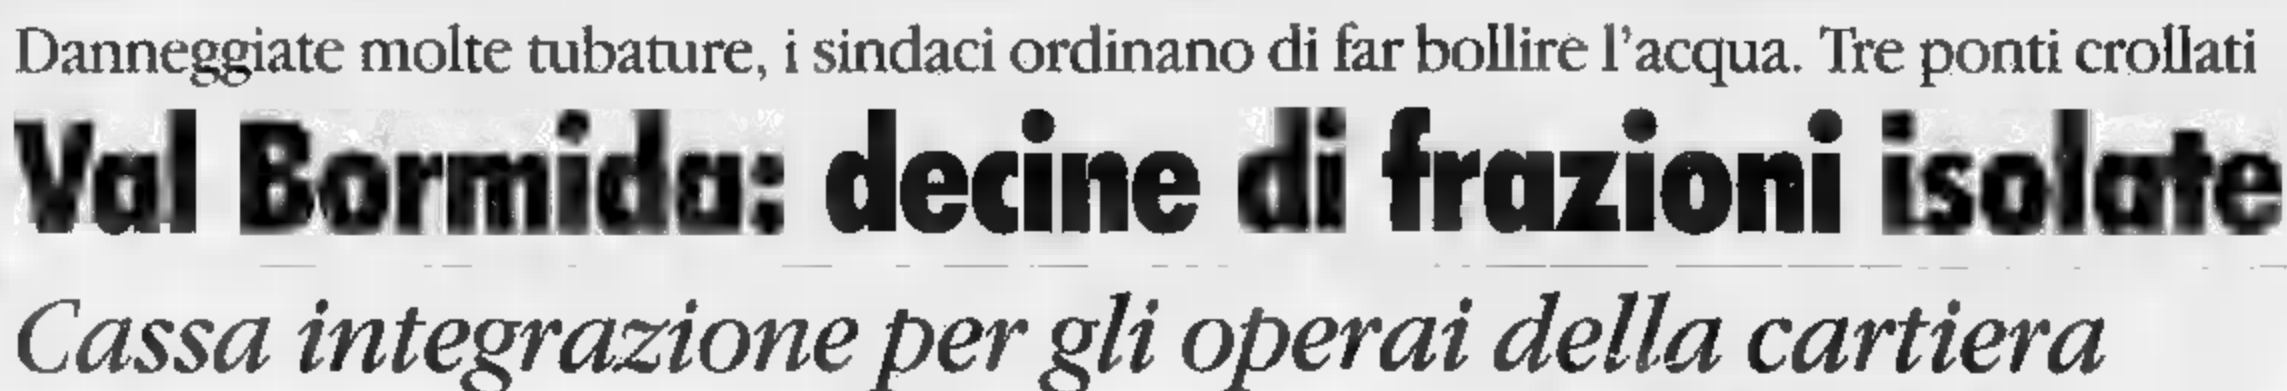 Danneggiate molte tubature, i sindaci ordinano di far bollire l'acqua. Tre ponti crollati
Val Bormida: decine di frazioni isolate
Cassa integrazione per gli operai della cartiera